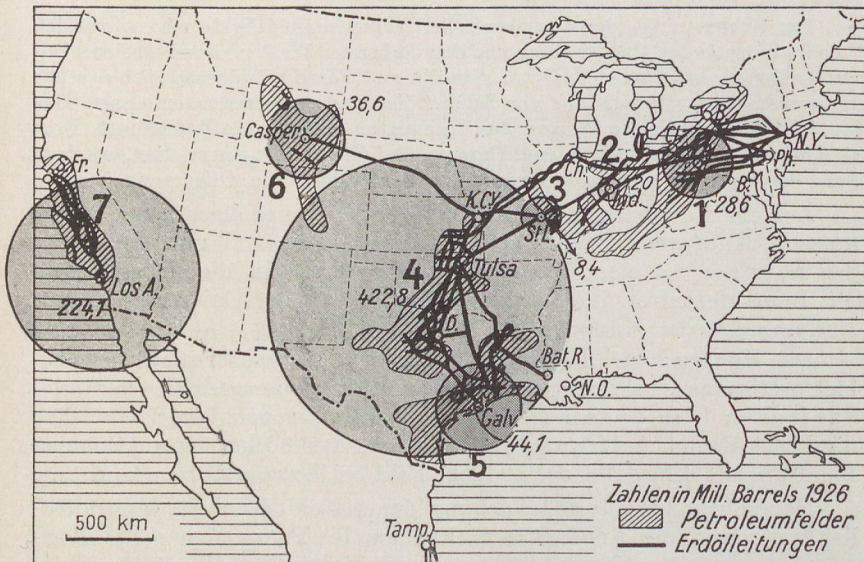 36,6
Casper
6
Fr.
7
Los A.
224,1
K.Cy.
4
Tulsa
422,8
D.
3
St.L.
8,4
Ch.
2
Ind.
20
D.
Cl.
B.
N.Y.
Ph.
B.
1
28,6
Bat.R.
N.O.
Galv.
44,1
5
Tamp.
500 km
Zahlen in Mill. Barrels 1926
Petroleumfelder
Erdölleitungen